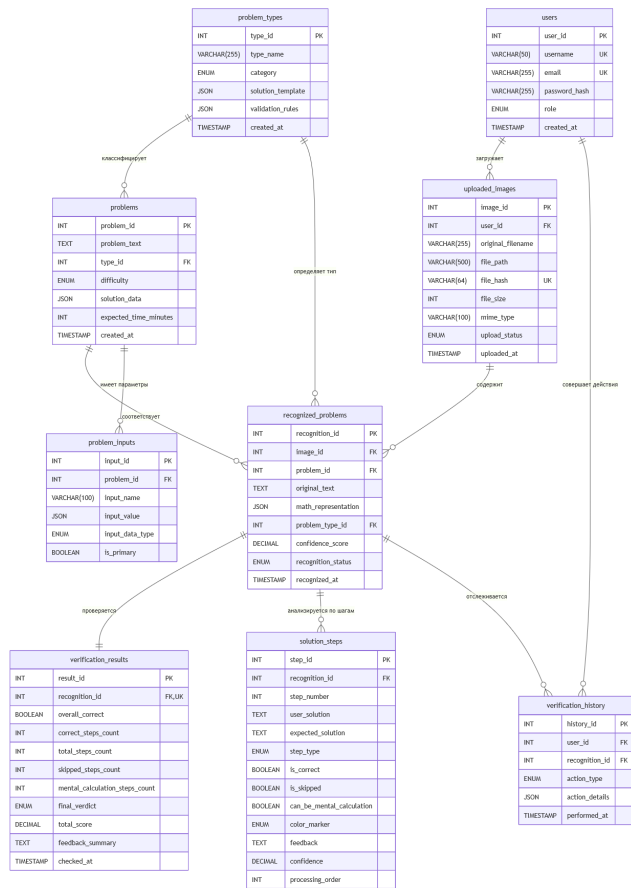 problem_types
INT type_id PK
VARCHAR(255) type_name
ENUM category
JSON solution_template
JSON validation_rules
TIMESTAMP created_at
users
INT user_id PK
VARCHAR(50) username UK
VARCHAR(255) email UK
VARCHAR(255) password_hash
ENUM role
TIMESTAMP created_at
классифицирует
загружает
problems
INT problem_id PK
TEXT problem_text
INT type_id FK
ENUM difficulty
JSON solution_data
INT expected_time_minutes
TIMESTAMP created_at
uploaded_images
INT image_id PK
INT user_id FK
VARCHAR(255) original_filename
VARCHAR(500) file_path
VARCHAR(64) file_hash UK
INT file_size
VARCHAR(100) mime_type
ENUM upload_status
TIMESTAMP uploaded_at
определяет тип
имеет параметры
содержит
совершает действия
соответствует
problem_inputs
INT input_id PK
INT problem_id FK
VARCHAR(100) input_name
JSON input_value
ENUM input_data_type
BOOLEAN is_primary
recognized_problems
INT recognition_id PK
INT image_id FK
INT problem_id FK
TEXT original_text
JSON math_representation
INT problem_type_id FK
DECIMAL confidence_score
ENUM recognition_status
TIMESTAMP recognized_at
проверяется
анализируется по шагам
отслеживается
verification_results
INT result_id PK
INT recognition_id FK,UK
BOOLEAN overall_correct
INT correct_steps_count
INT total_steps_count
INT skipped_steps_count
INT mental_calculation_steps_count
ENUM final_verdict
DECIMAL total_score
TEXT feedback_summary
TIMESTAMP checked_at
solution_steps
INT step_id PK
INT recognition_id FK
INT step_number
TEXT user_solution
TEXT expected_solution
ENUM step_type
BOOLEAN is_correct
BOOLEAN is_skipped
BOOLEAN can_be_mental_calculation
ENUM color_marker
TEXT feedback
DECIMAL confidence
INT processing_order
verification_history
INT history_id PK
INT user_id FK
INT recognition_id FK
ENUM action_type
JSON action_details
TIMESTAMP performed_at